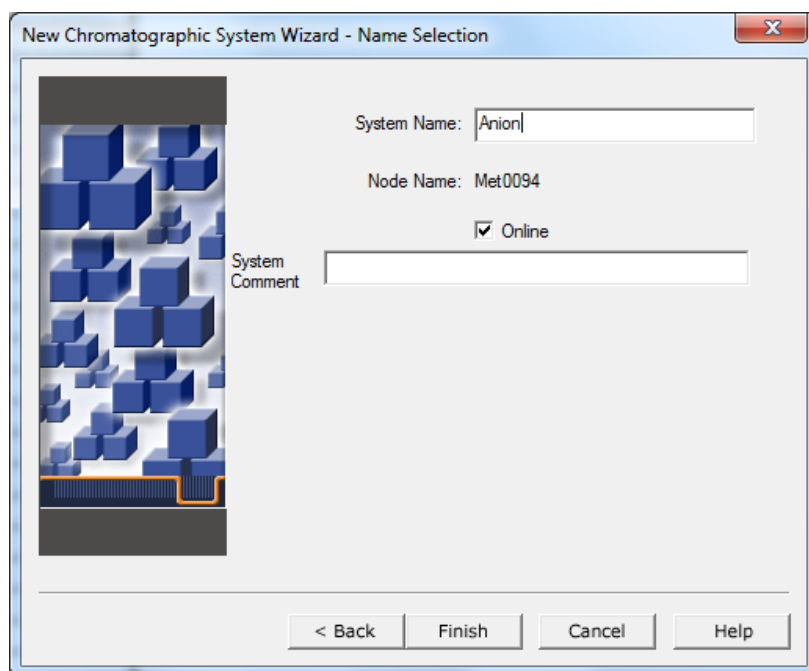 New Chromatographic System Wizard - Name Selection
System Name: Anion
Node Name: Met0094
Online
System
Comment
< Back Finish Cancel Help